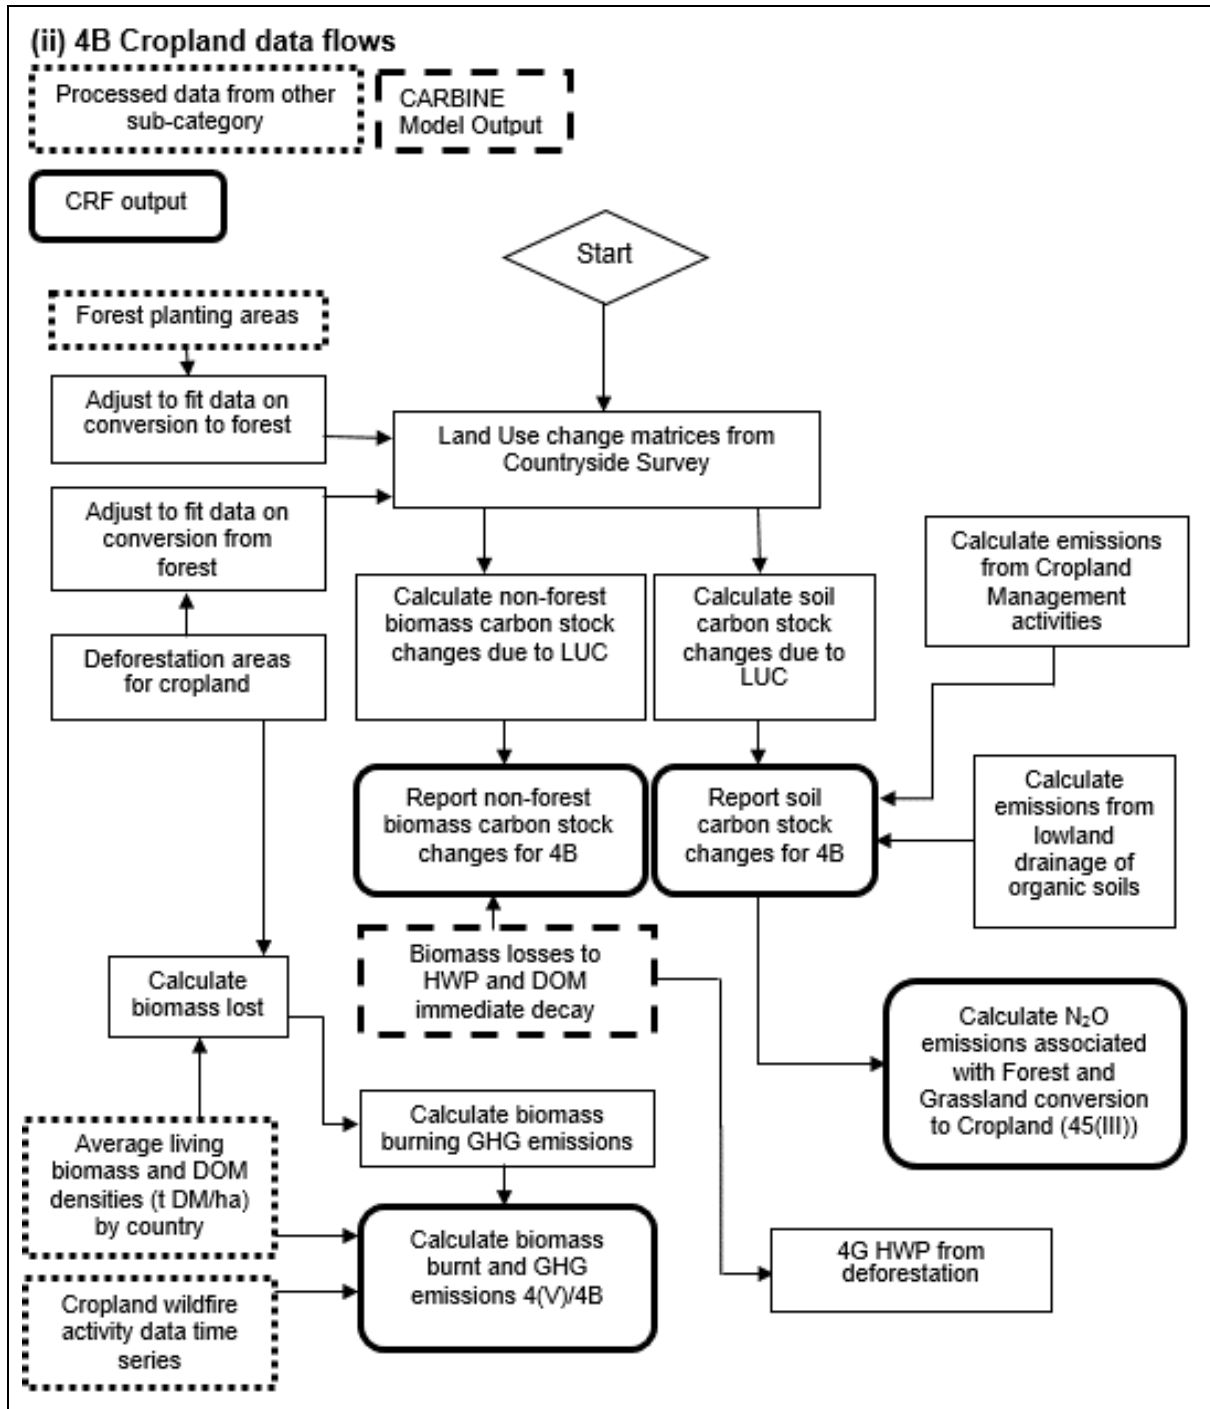 (ii) 4B Cropland data flows
Processed data from other
sub-category
CARBINE
Model Output
CRF output
Start
Forest planting areas
Adjust to fit data on
conversion to forest
Land Use change matrices from
Countryside Survey
Adjust to fit data on
conversion from
forest
Calculate emissions
from Cropland
Management
activities
Calculate non-forest
biomass carbon stock
changes due to LUC
Calculate soil
carbon stock
changes due to
LUC
Deforestation areas
for cropland
Report non-forest
biomass carbon stock
changes for 4B
Report soil
carbon stock
changes for 4B
Calculate
emissions from
lowland
drainage of
organic soils
Biomass losses to
HWP and DOM
immediate decay
Calculate
biomass lost
Calculate N₂O
emissions associated
with Forest and
Grassland conversion
to Cropland (45(III))
Calculate biomass
burning GHG emissions
Average living
biomass and DOM
densities (t DM/ha)
by country
Calculate biomass
burnt and GHG
emissions 4(V)/4B
4G HWP from
deforestation
Cropland wildfire
activity data time
series